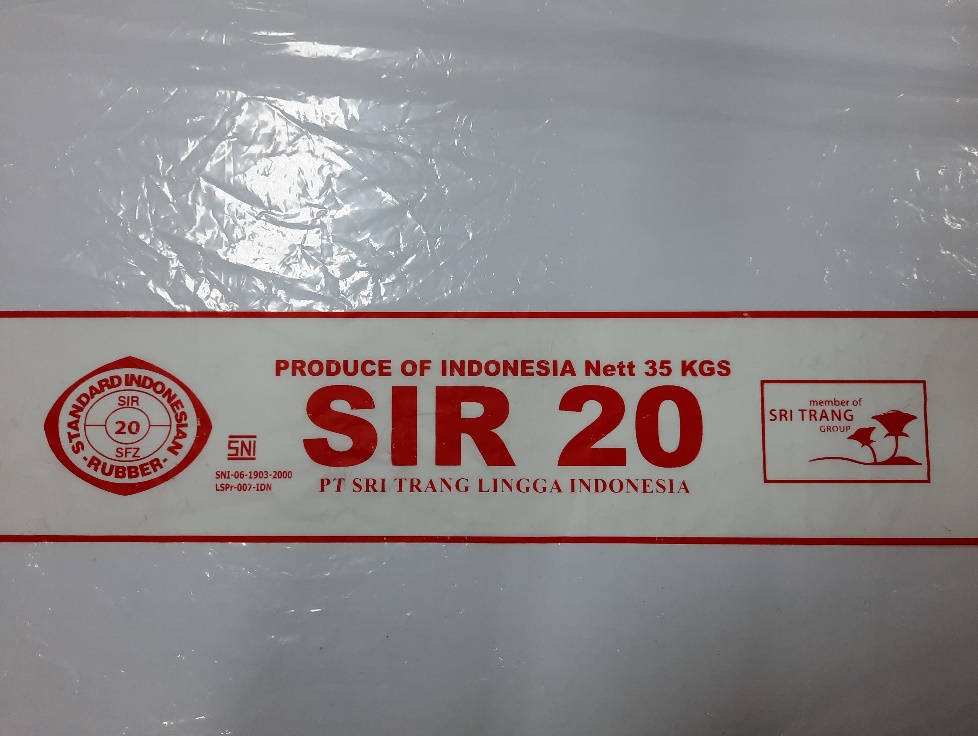 STANDARD INDONESIAN
SIR
20
SFZ
-RUBBER-
SNI
SNI-06-1903-2000
LSPr-007-IDN
PRODUCE OF INDONESIA Nett 35 KGS
SIR 20
PT SRI TRANG LINGGA INDONESIA
member of
SRI TRANG
GROUP